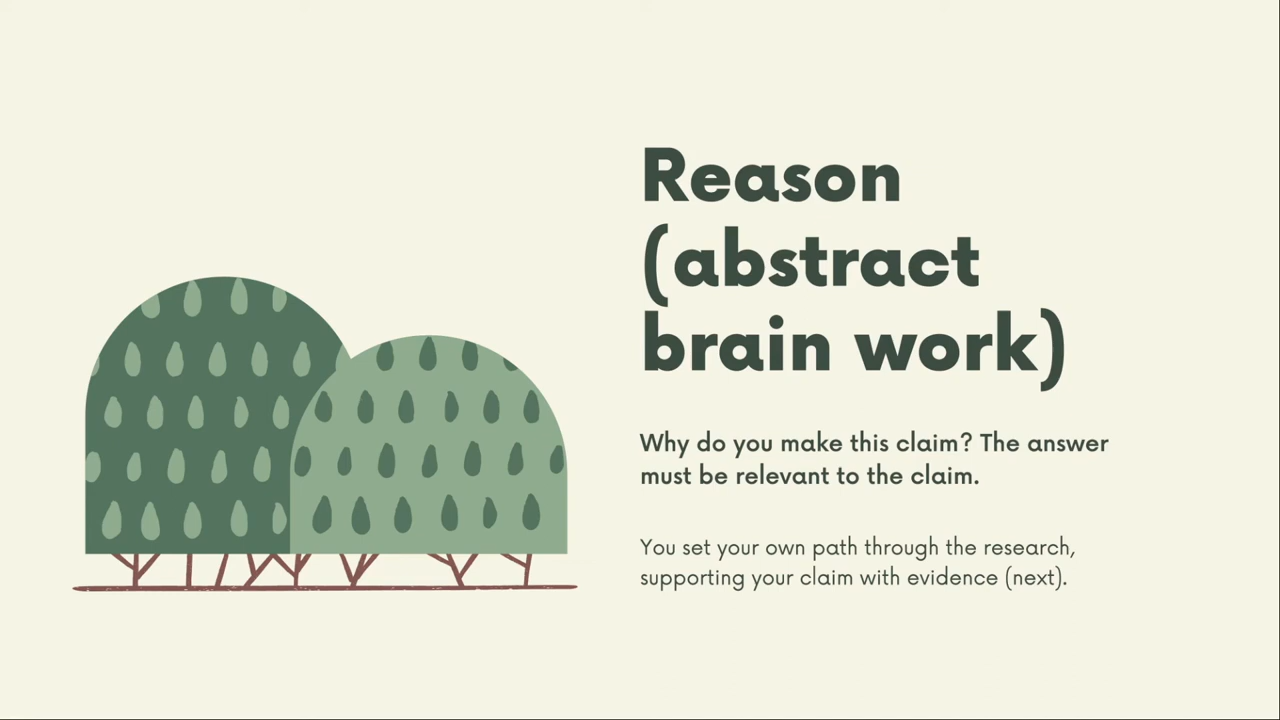 Reason
(abstract
brain work)
Why do you make this claim? The answer
must be relevant to the claim.
You set your own path through the research,
supporting your claim with evidence (next).